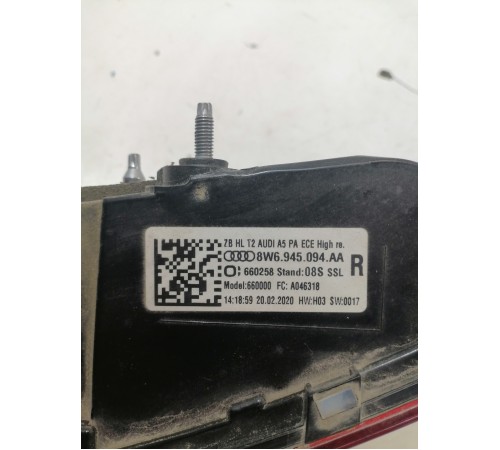 ZB HL T2 AUDI A5 PA ECE High re.
8W6.945.094.AA
O: 660258 Stand:08S SSL
R
Model:660000 FC: A046318
14:18:59 20.02.2020 HW:H03 SW:0017